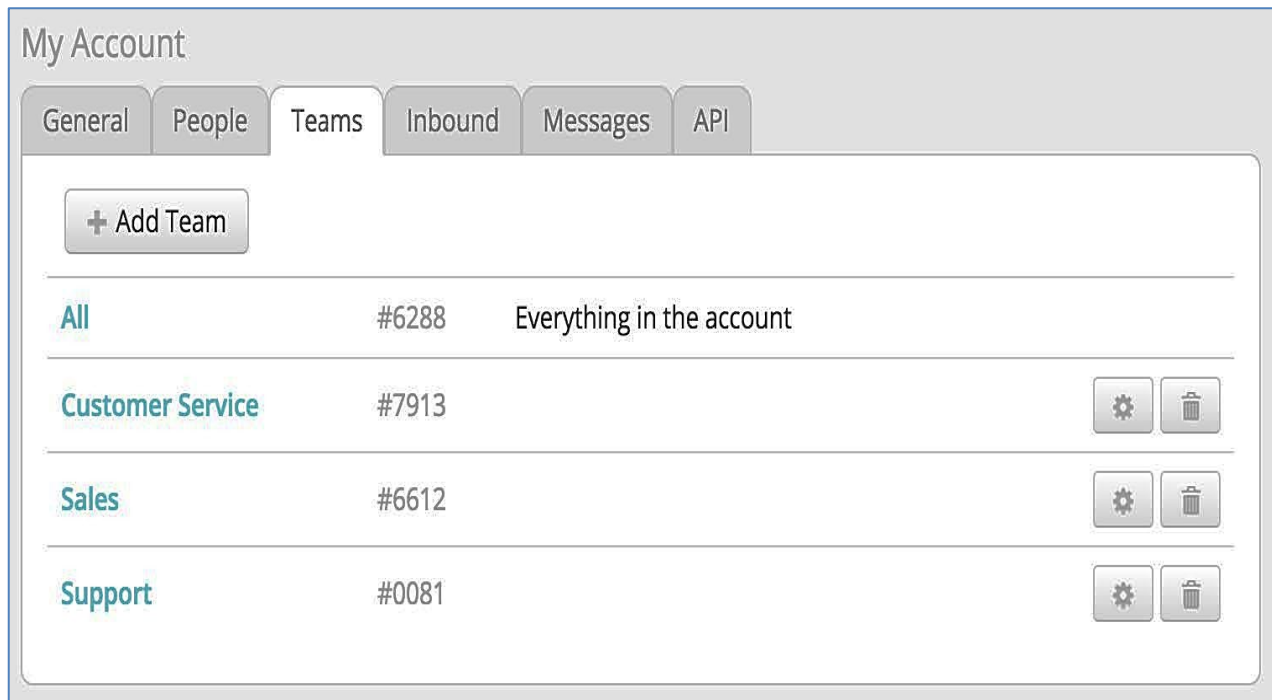 My Account
General People Teams Inbound Messages API
+ Add Team
All #6288 Everything in the account
Customer Service #7913
Sales #6612
Support #0081